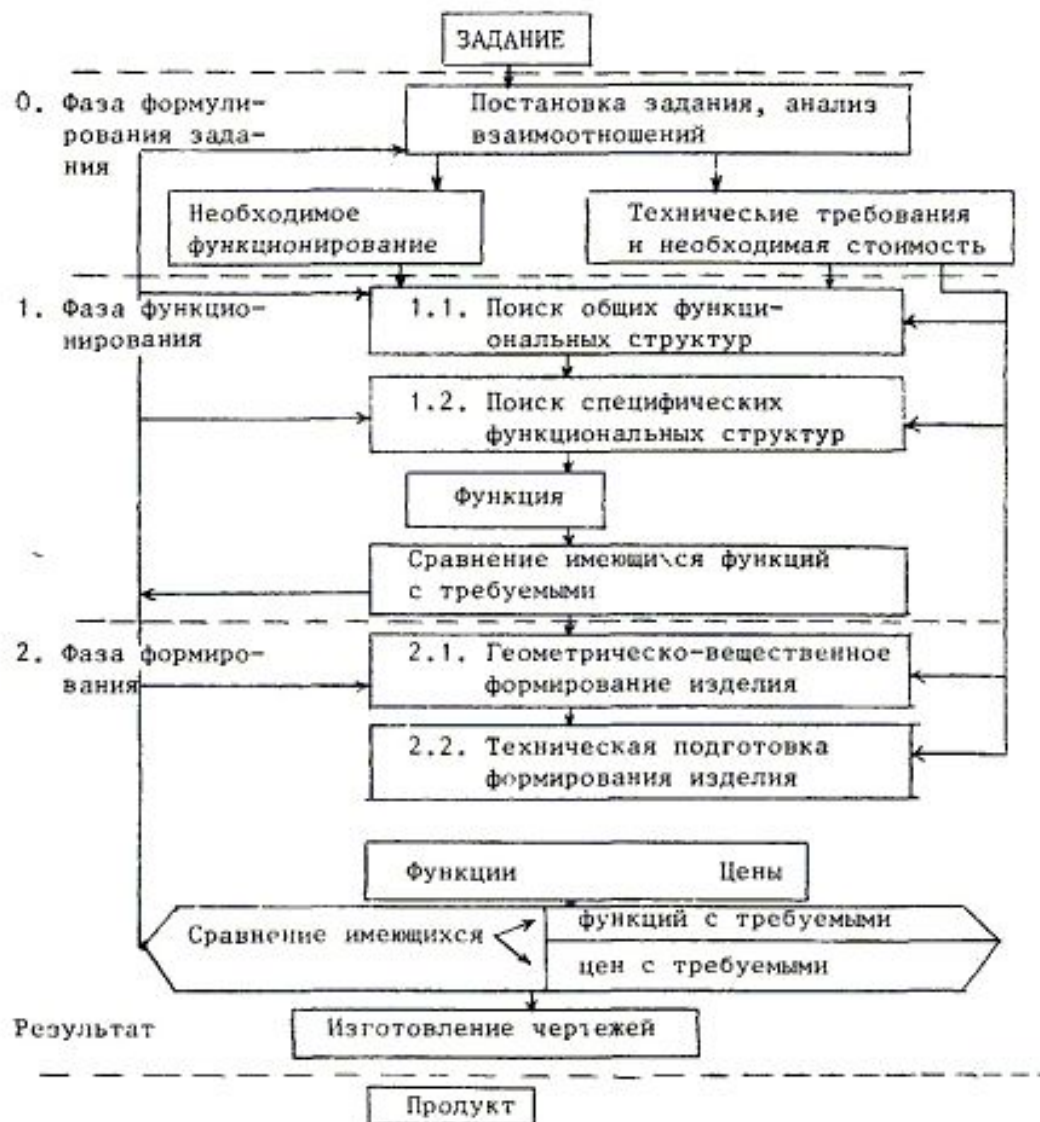 ЗАДАНИЕ
0. Фаза формули-
рования зада-
ния
Постановка задания, анализ
взаимоотношений
Необходимое
функционирование
Технические требования
и необходимая стоимость
1. Фаза функцио-
нирования
1.1. Поиск общих функци-
ональных структур
1.2. Поиск специфических
функциональных структур
Функция
Сравнение имеющихся функций
с требуемыми
2. Фаза формиро-
вания
2.1. Геометрическо-вещественное
формирование изделия
2.2. Техническая подготовка
формирования изделия
Функции Цены
Сравнение имеющихся
функций с требуемыми
цен с требуемыми
Результат
Изготовление чертежей
Продукт